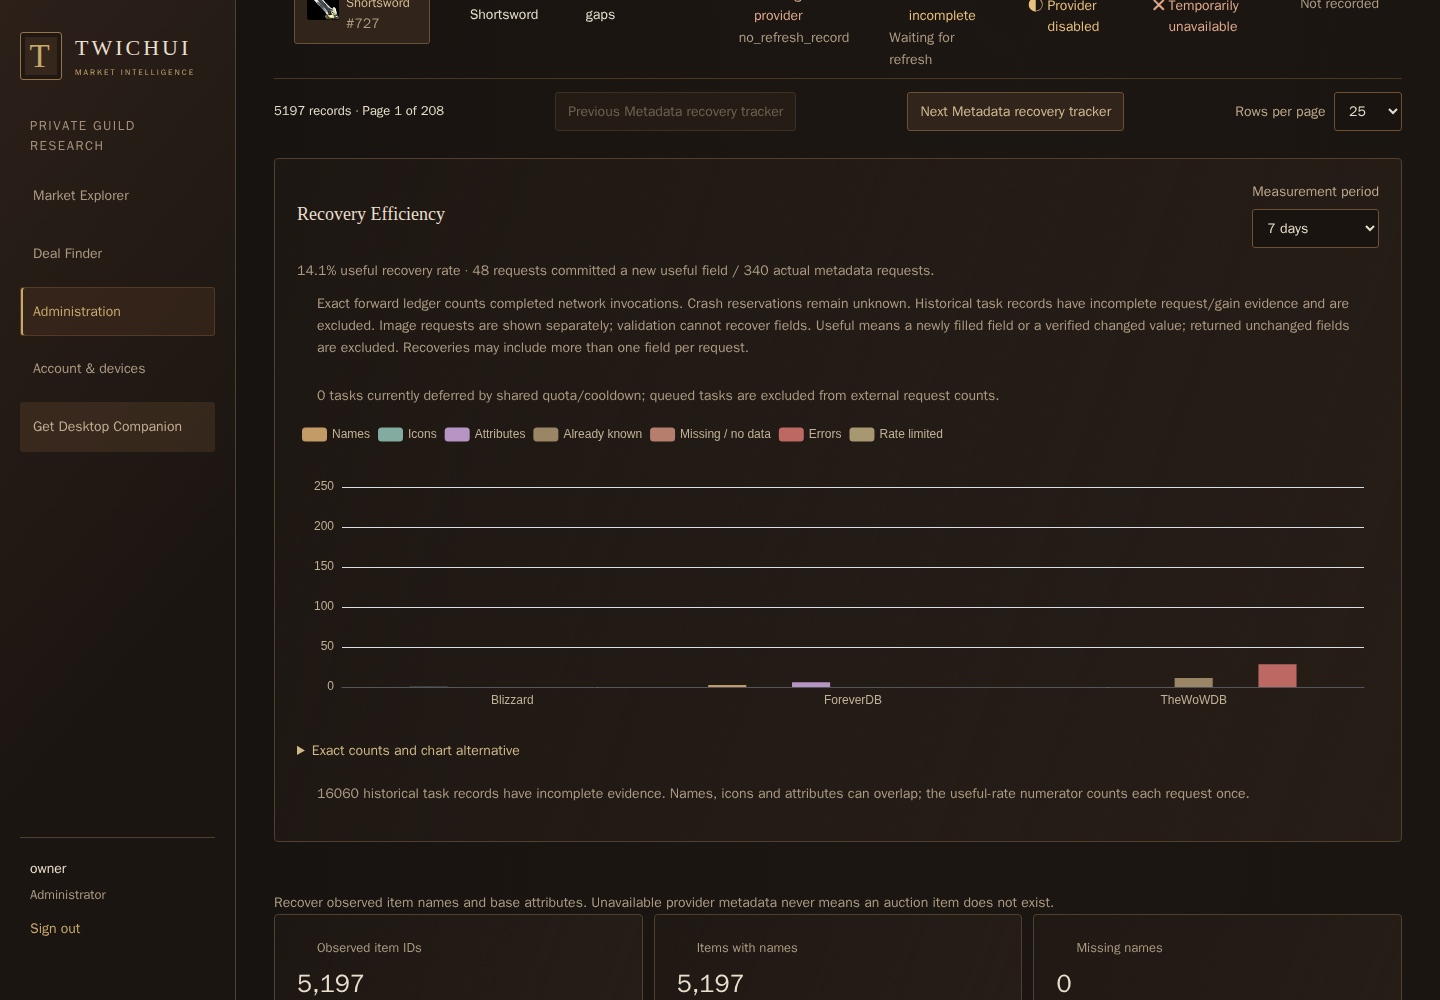 T
TWICHUI
MARKET INTELLIGENCE
PRIVATE GUILD
RESEARCH
Market Explorer
Deal Finder
Administration
Account & devices
Get Desktop Companion
owner
Administrator
Sign out
Shortsword
#727
Shortsword
gaps
provider
no_refresh_record
incomplete
Waiting for
refresh
Provider
disabled
Temporarily
unavailable
Not recorded
5197 records · Page 1 of 208
Previous Metadata recovery tracker
Next Metadata recovery tracker
Rows per page
25
Recovery Efficiency
Measurement period
7 days
14.1% useful recovery rate · 48 requests committed a new useful field / 340 actual metadata requests.
Exact forward ledger counts completed network invocations. Crash reservations remain unknown. Historical task records have incomplete request/gain evidence and are
excluded. Image requests are shown separately; validation cannot recover fields. Useful means a newly filled field or a verified changed value; returned unchanged fields
are excluded. Recoveries may include more than one field per request.
0 tasks currently deferred by shared quota/cooldown; queued tasks are excluded from external request counts.
Names Icons Attributes Already known Missing / no data Errors Rate limited
250
200
150
100
50
0
Blizzard ForeverDB TheWoWDB
Exact counts and chart alternative
16060 historical task records have incomplete evidence. Names, icons and attributes can overlap; the useful-rate numerator counts each request once.
Recover observed item names and base attributes. Unavailable provider metadata never means an auction item does not exist.
Observed item IDs
5,197
Items with names
5,197
Missing names
0